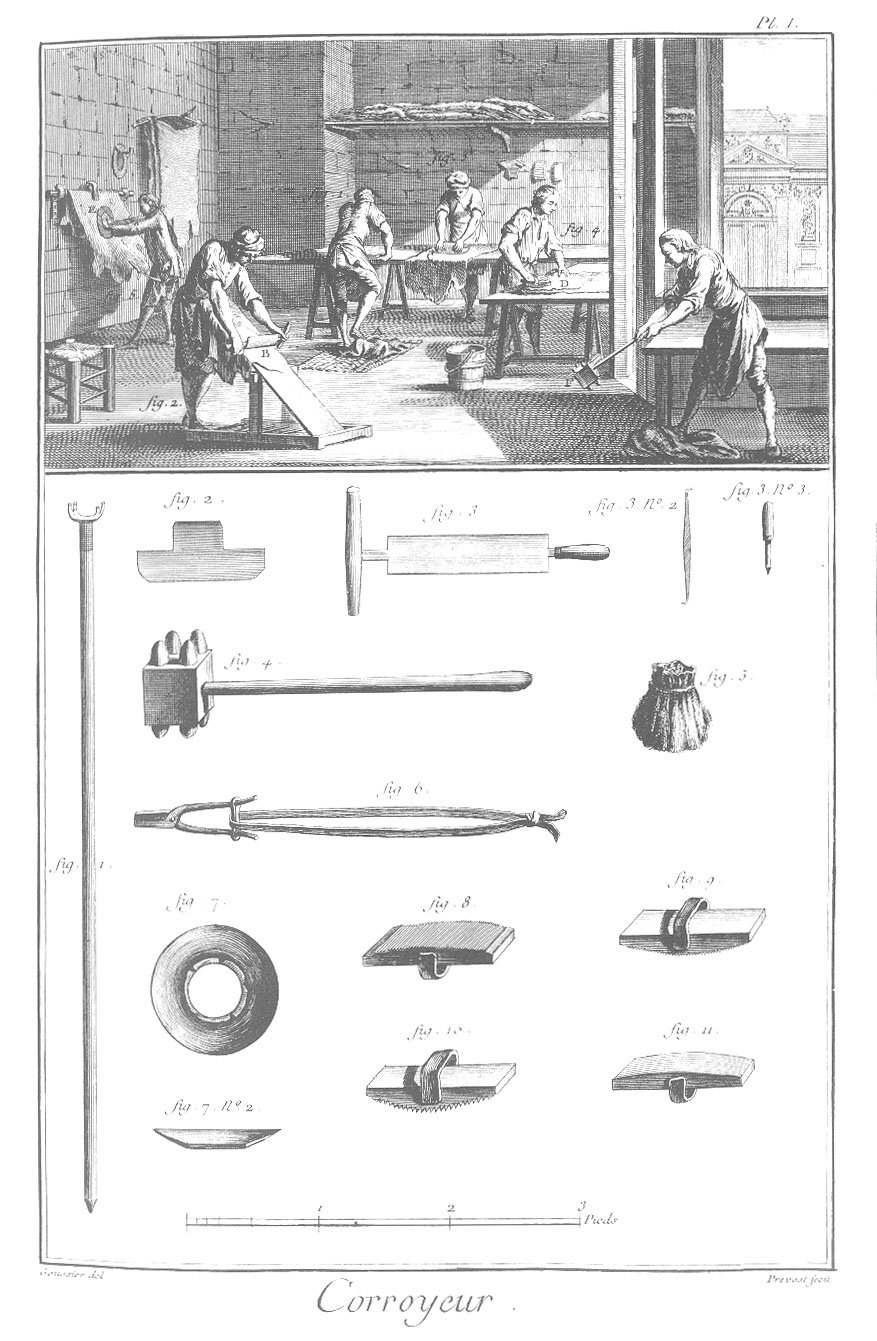 Pl. 1.
fig. 3
fig. 1
fig. 4
E
D
5
A
B
F
fig. 2.
fig. 2.
fig. 3
fig. 3. N.º 2
fig. 3. N.º 3.
fig. 4.
fig. 5.
fig. 6.
fig. 1.
fig. 7.
fig. 8.
fig. 9.
fig. 10.
fig. 11.
fig. 7. N.º 2.
1 2 3
Pieds
Goussier del
Prevost fecit
Corroyeur.